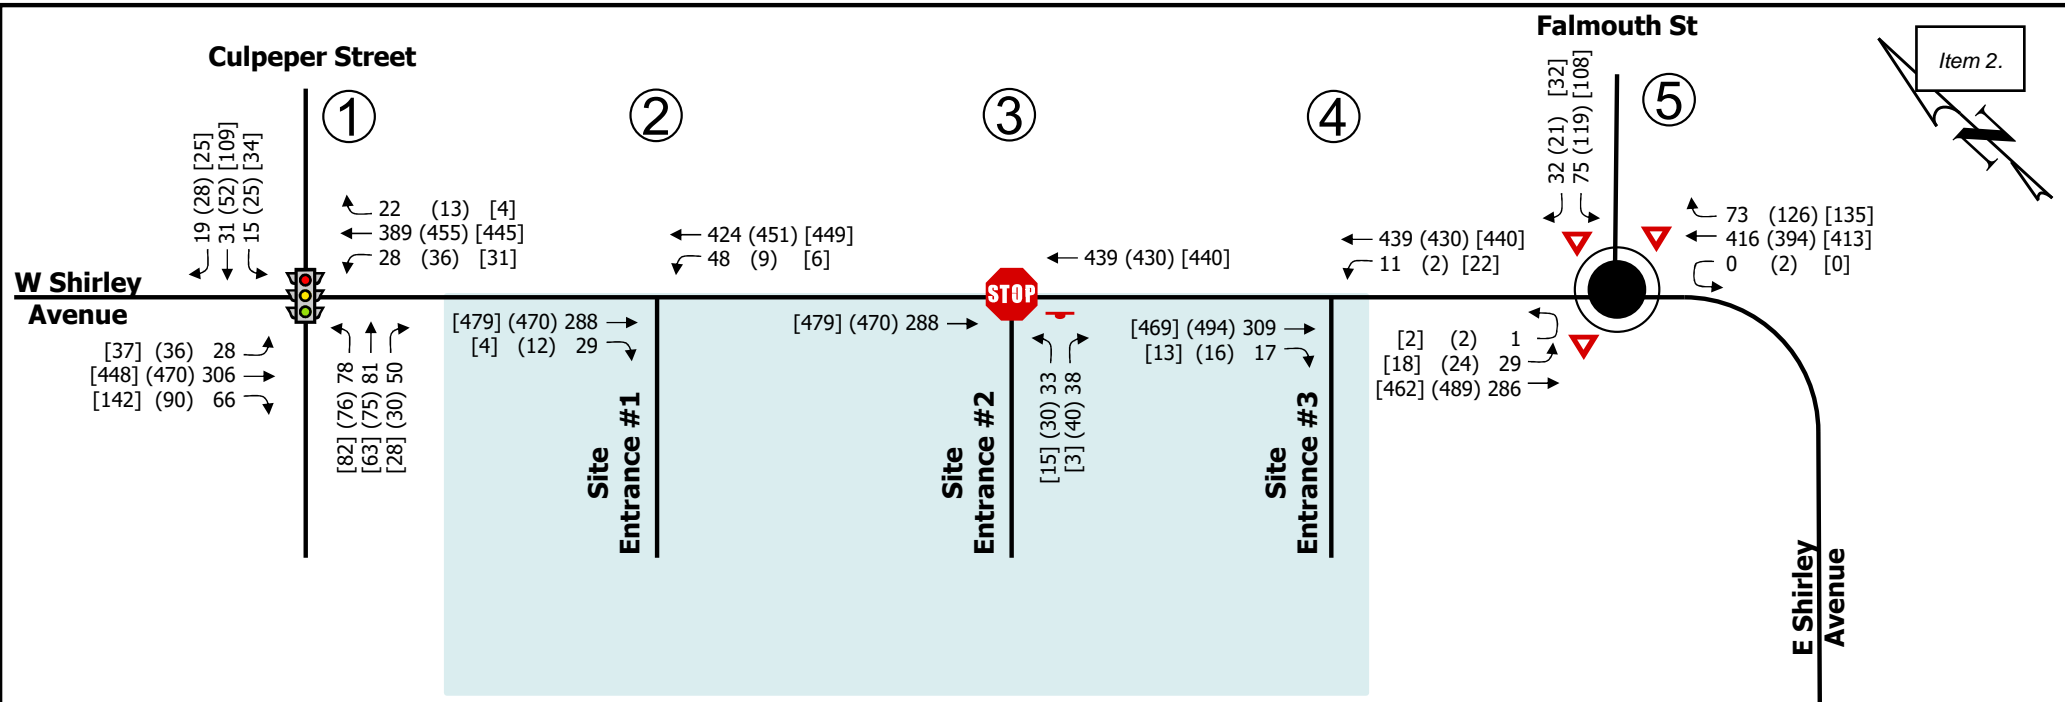 Falmouth St
Item 2.
Culpeper Street
1
2
3
4
5
19 (28) [25]
31 (52) [109]
15 (25) [34]
22 (13) [4]
389 (455) [445]
28 (36) [31]
424 (451) [449]
48 (9) [6]
439 (430) [440]
439 (430) [440]
11 (2) [22]
32 (21) [32]
75 (119) [108]
73 (126) [135]
416 (394) [413]
0 (2) [0]
W Shirley
Avenue
STOP
N
[37] (36) 28
[448] (470) 306
[142] (90) 66
[82] (76) 78
[63] (75) 81
[28] (30) 50
[479] (470) 288
[4] (12) 29
[479] (470) 288
[15] (30) 33
[3] (40) 38
[469] (494) 309
[13] (16) 17
[2] (2) 1
[18] (24) 29
[462] (489) 286
Site
Entrance #1
Site
Entrance #2
Site
Entrance #3
E Shirley
Avenue